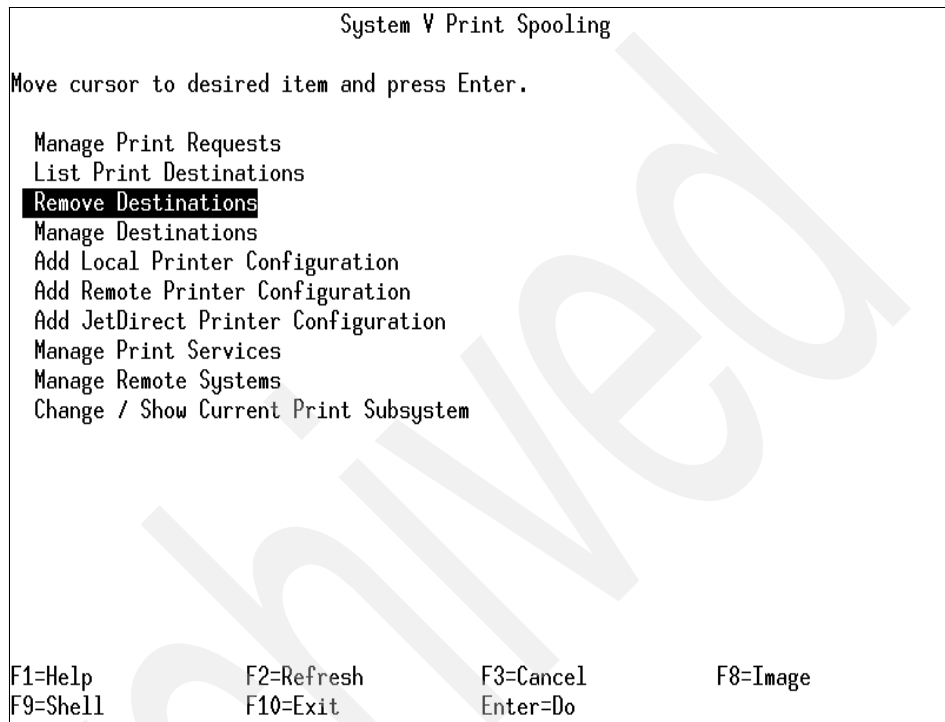 System V Print Spooling
Move cursor to desired item and press Enter.
Manage Print Requests
List Print Destinations
Remove Destinations
Manage Destinations
Add Local Printer Configuration
Add Remote Printer Configuration
Add JetDirect Printer Configuration
Manage Print Services
Manage Remote Systems
Change / Show Current Print Subsystem
F1=Help F2=Refresh F3=Cancel F8=Image
F9=Shell F10=Exit Enter=Do
chived